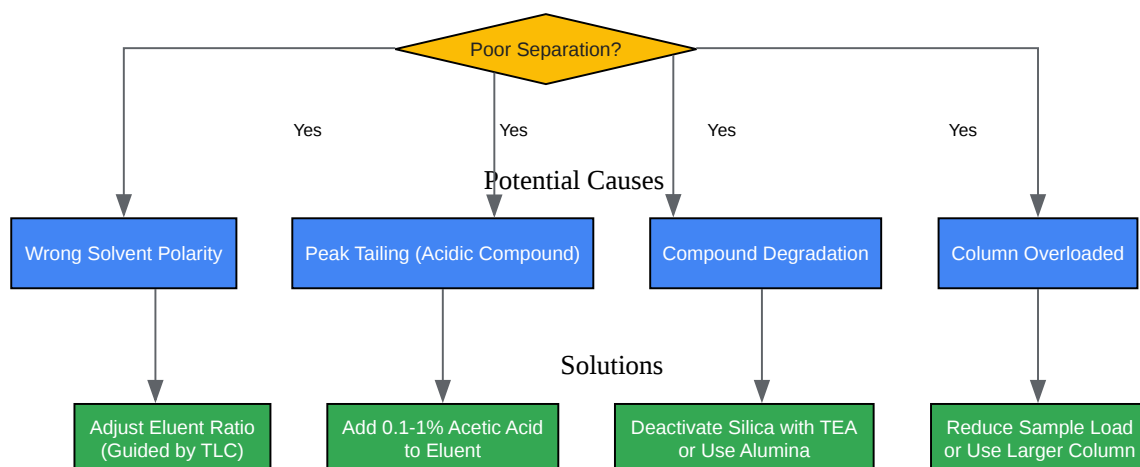 Poor Separation?
Yes
Yes
Yes
Yes
Potential Causes
Wrong Solvent Polarity
Peak Tailing (Acidic Compound)
Compound Degradation
Column Overloaded
Solutions
Adjust Eluent Ratio
(Guided by TLC)
Add 0.1-1% Acetic Acid
to Eluent
Deactivate Silica with TEA
or Use Alumina
Reduce Sample Load
or Use Larger Column